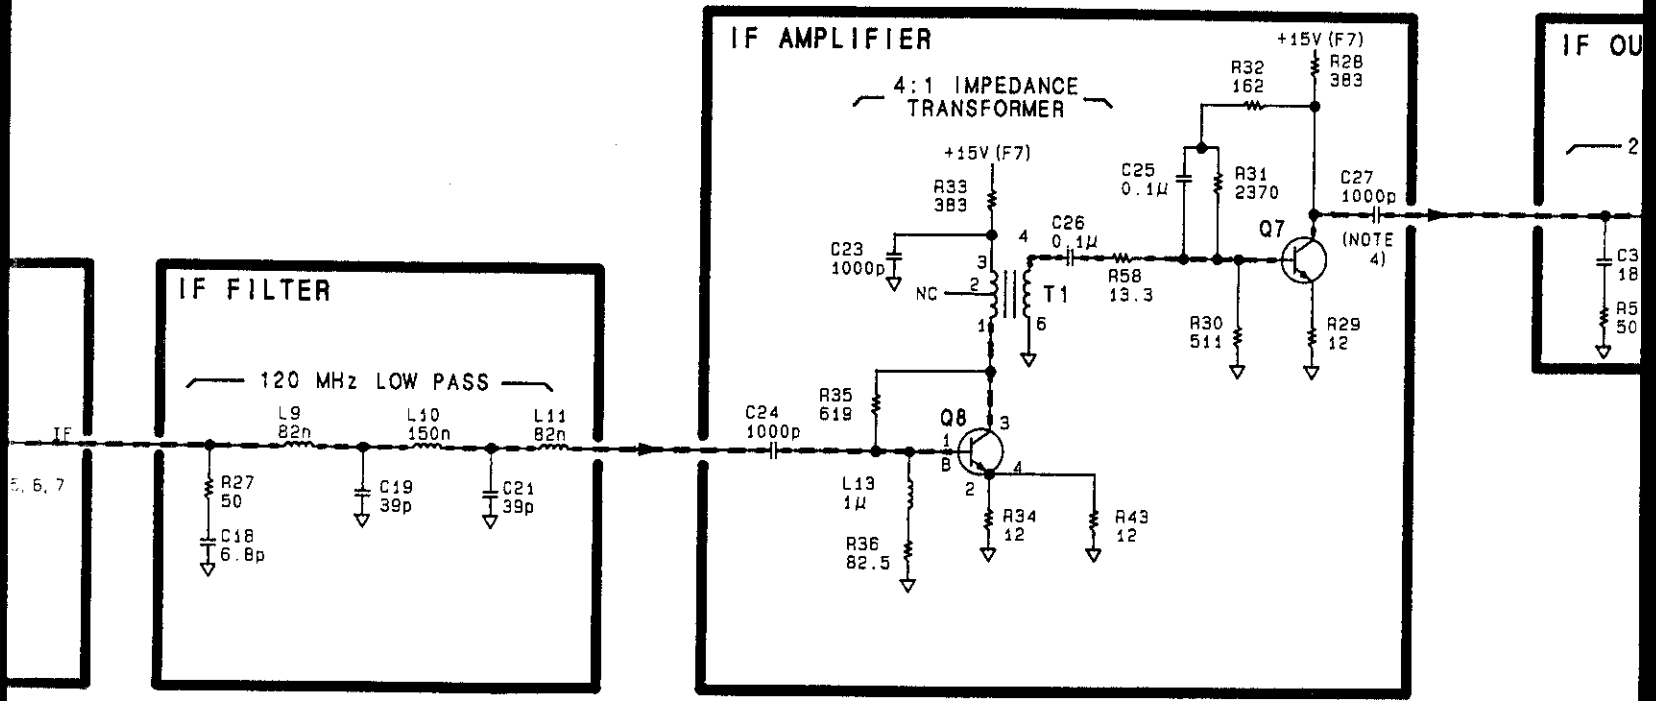 IF
5, 6, 7
IF FILTER
120 MHz LOW PASS
L9
82n
L10
150n
L11
82n
R27
50
C18
6.8p
C19
39p
C21
39p
IF AMPLIFIER
4:1 IMPEDANCE
TRANSFORMER
+15V (F7)
R33
383
C23
1000p
NC
3
2
1
4
6
T1
C26
0.1µ
R58
13.3
C24
1000p
R35
619
L13
1µ
R36
82.5
Q8
1
B
3
2
4
R34
12
R43
12
+15V (F7)
R28
383
R32
162
C25
0.1µ
R31
2370
Q7
R30
511
R29
12
C27
1000p
(NOTE
4)
IF OU
2
C3
18
R5
50